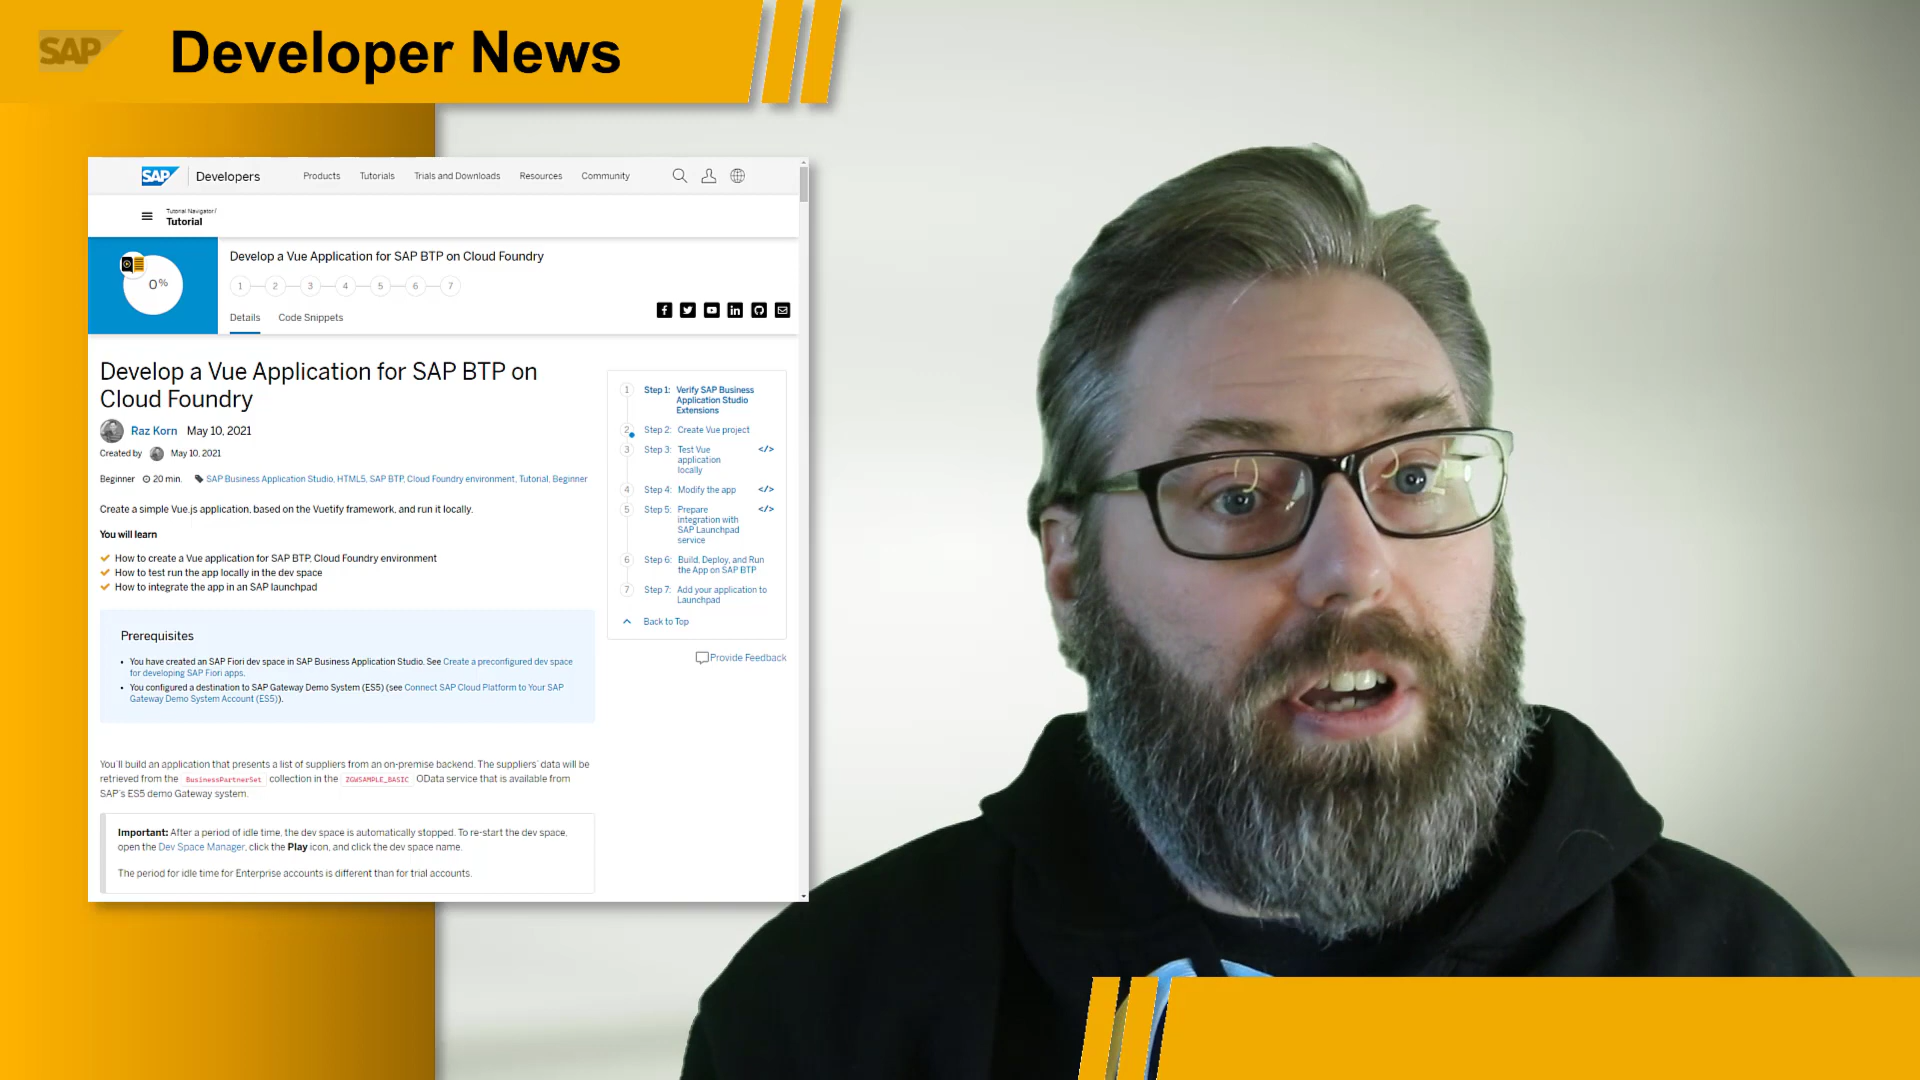 SAP Developer News
SAP Developers Products Tutorials Trials and Downloads Resources Community
Tutorial Navigator /
Tutorial
0%
Develop a Vue Application for SAP BTP on Cloud Foundry
1 2 3 4 5 6 7
Details Code Snippets
Develop a Vue Application for SAP BTP on
Cloud Foundry
Raz Korn May 10, 2021
Created by May 10, 2021
Beginner 20 min. SAP Business Application Studio, HTML5, SAP BTP, Cloud Foundry environment, Tutorial, Beginner
Create a simple Vue.js application, based on the Vuetify framework, and run it locally.
You will learn
How to create a Vue application for SAP BTP, Cloud Foundry environment
How to test run the app locally in the dev space
How to integrate the app in an SAP launchpad
Prerequisites
• You have created an SAP Fiori dev space in SAP Business Application Studio. See Create a preconfigured dev space
for developing SAP Fiori apps.
• You configured a destination to SAP Gateway Demo System (ES5) (see Connect SAP Cloud Platform to Your SAP
Gateway Demo System Account (ES5)).
You'll build an application that presents a list of suppliers from an on-premise backend. The suppliers' data will be
retrieved from the BusinessPartnerSet collection in the ZGWSAMPLE_BASIC OData service that is available from
SAP's ES5 demo Gateway system.
Important: After a period of idle time, the dev space is automatically stopped. To re-start the dev space,
open the Dev Space Manager, click the Play icon, and click the dev space name.
The period for idle time for Enterprise accounts is different than for trial accounts.
1 Step 1: Verify SAP Business
Application Studio
Extensions
2 Step 2: Create Vue project
3 Step 3: Test Vue </>
application
locally
4 Step 4: Modify the app </>
5 Step 5: Prepare </>
integration with
SAP Launchpad
service
6 Step 6: Build, Deploy, and Run
the App on SAP BTP
7 Step 7: Add your application to
Launchpad
Back to Top
Provide Feedback